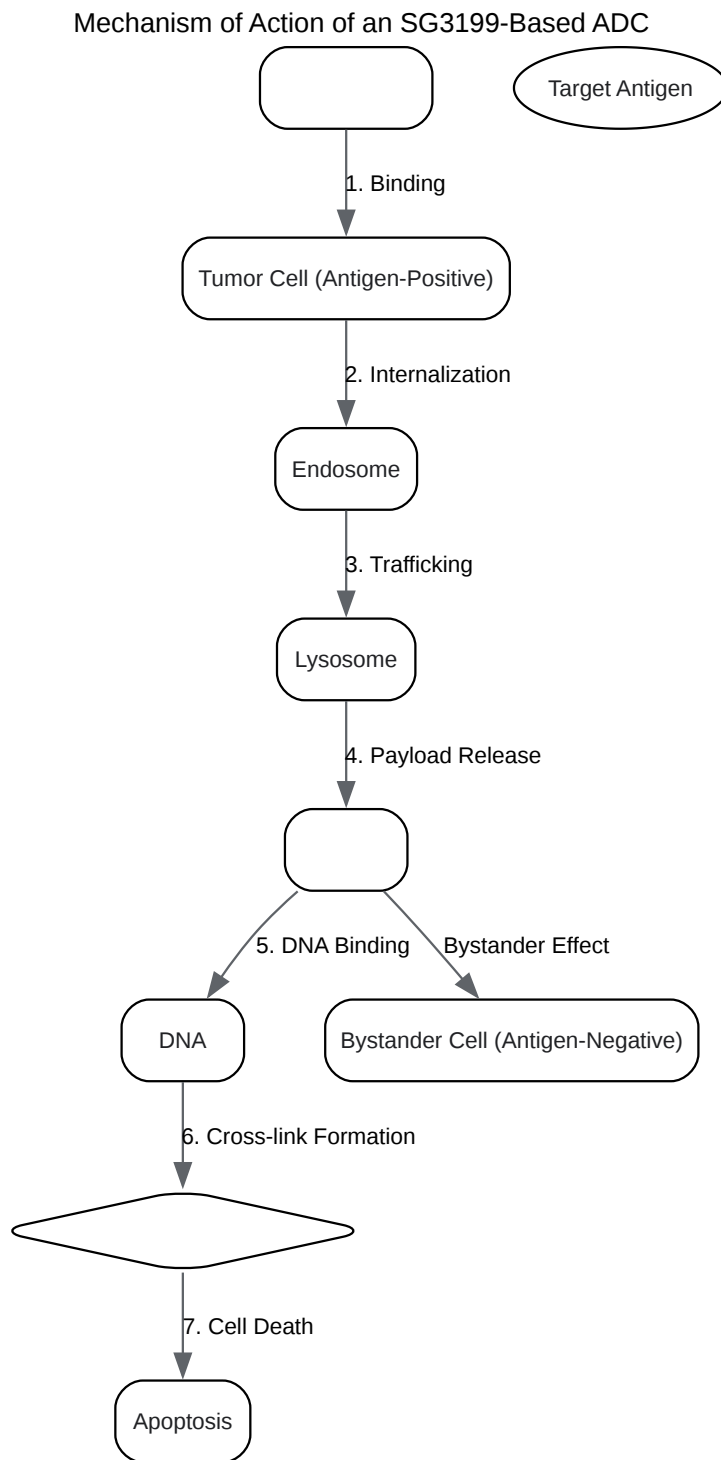 Mechanism of Action of an SG3199-Based ADC
Target Antigen
1. Binding
Tumor Cell (Antigen-Positive)
2. Internalization
Endosome
3. Trafficking
Lysosome
4. Payload Release
5. DNA Binding
Bystander Effect
DNA
Bystander Cell (Antigen-Negative)
6. Cross-link Formation
7. Cell Death
Apoptosis